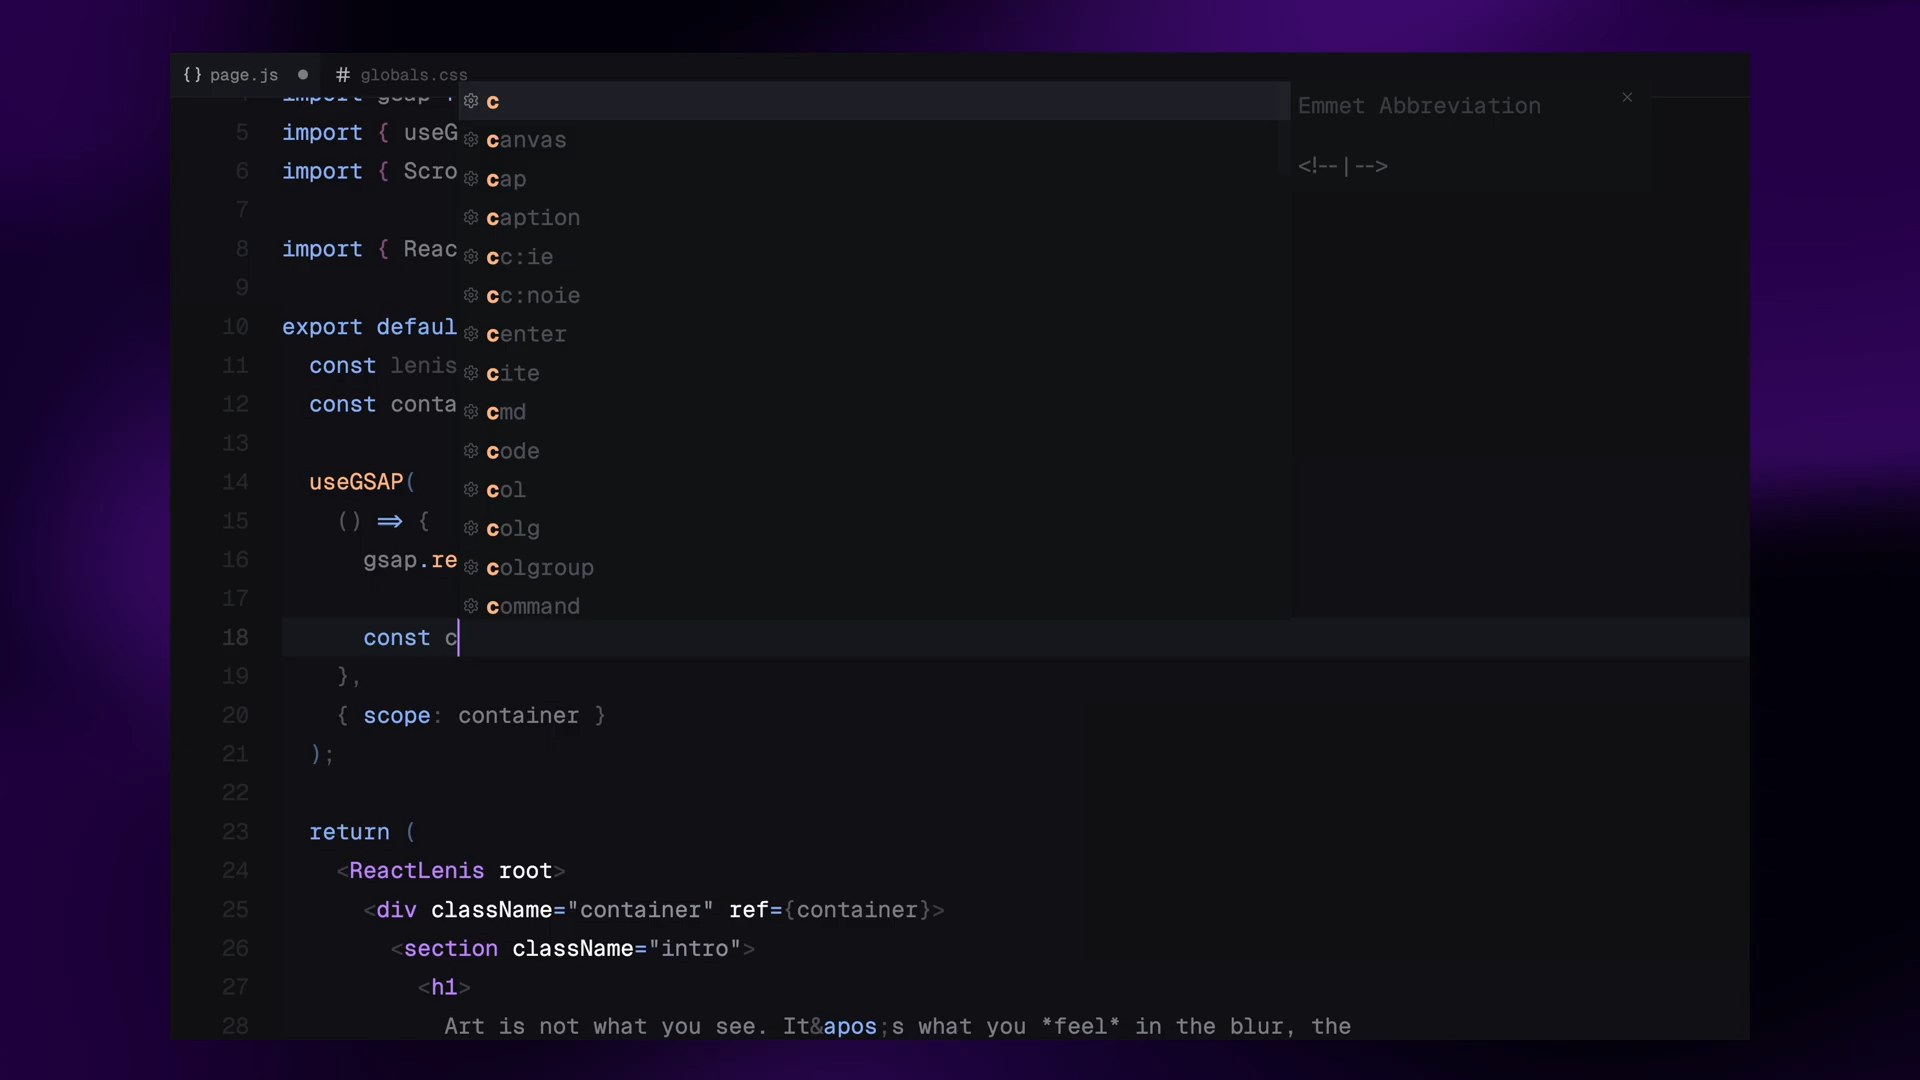 {} page.js ● # globals.css
import gsap
5 import { useG
6 import { Scro
7
8 import { Reac
9
10 export defaul
11 const lenis
12 const conta
13
14 useGSAP(
15 () => {
16 gsap.re
17
18 const c
19 },
20 { scope: container }
21 );
22
23 return (
24 <ReactLenis root>
25 <div className="container" ref={container}>
26 <section className="intro">
27 <h1>
28 Art is not what you see. It&apos;s what you *feel* in the blur, the
c
canvas
cap
caption
cc:ie
cc:noie
center
cite
cmd
code
col
colg
colgroup
command
Emmet Abbreviation ×
<!--|-->